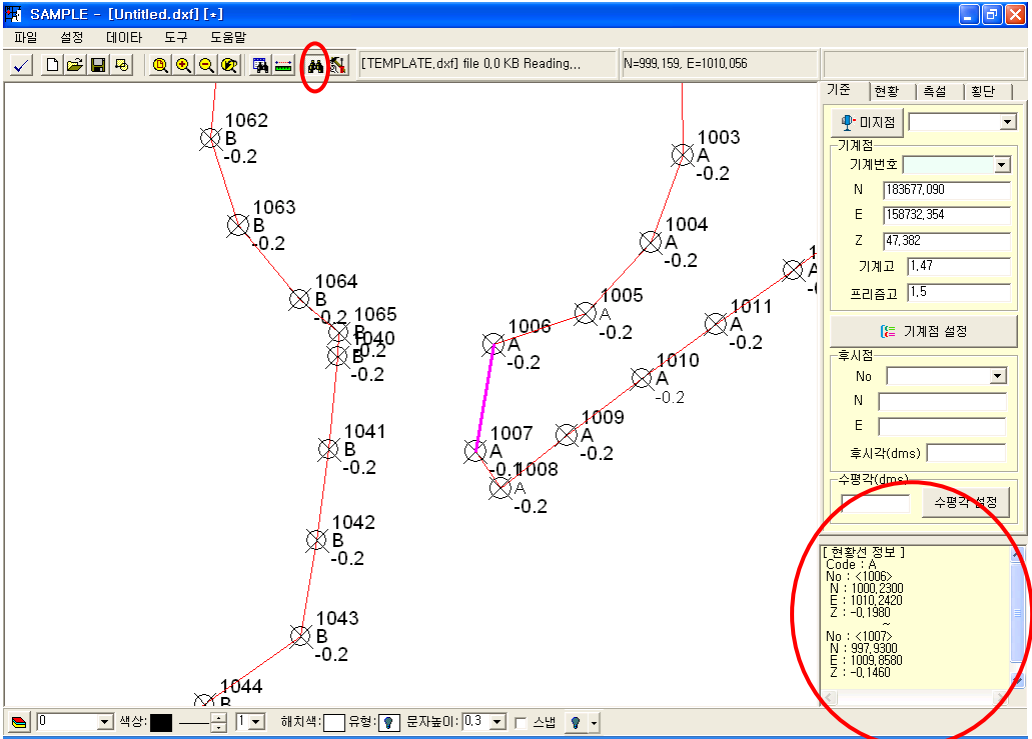 SAMPLE - [Untitled.dxf] [*]
파일 설정 데이타 도구 도움말
[TEMPLATE.dxf] file 0.0 KB Reading... N=999.159, E=1010.056
기준 현황 측설 횡단
미지점
기계점
기계번호
N 183677.090
E 158732.354
Z 47.382
기계고 1.47
프리즘고 1.5
기계점 설정
후시점
No
N
E
후시각(dms)
수평각(dms)
수평각 설정
[ 현황선 정보 ]
Code : A
No : <1006>
N : 1000.2300
E : 1010.2420
Z : -0.1980
~
No : <1007>
N : 997.9300
E : 1009.8580
Z : -0.1460
1062
B
-0.2
1063
B
-0.2
1064
B
-0.2
1065
B
-0.2
1040
B
-0.2
1041
B
-0.2
1042
B
-0.2
1043
B
-0.2
1044
B
1003
A
-0.2
1004
A
-0.2
1005
A
-0.2
1006
A
-0.2
1007
A
-0.1
1008
A
-0.2
1009
A
-0.2
1010
A
-0.2
1011
A
-0.2
0 색상: 1 해치색: 유형: 문자높이: 0.3 스냅